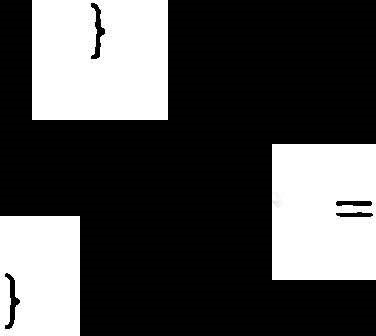 }
=
}